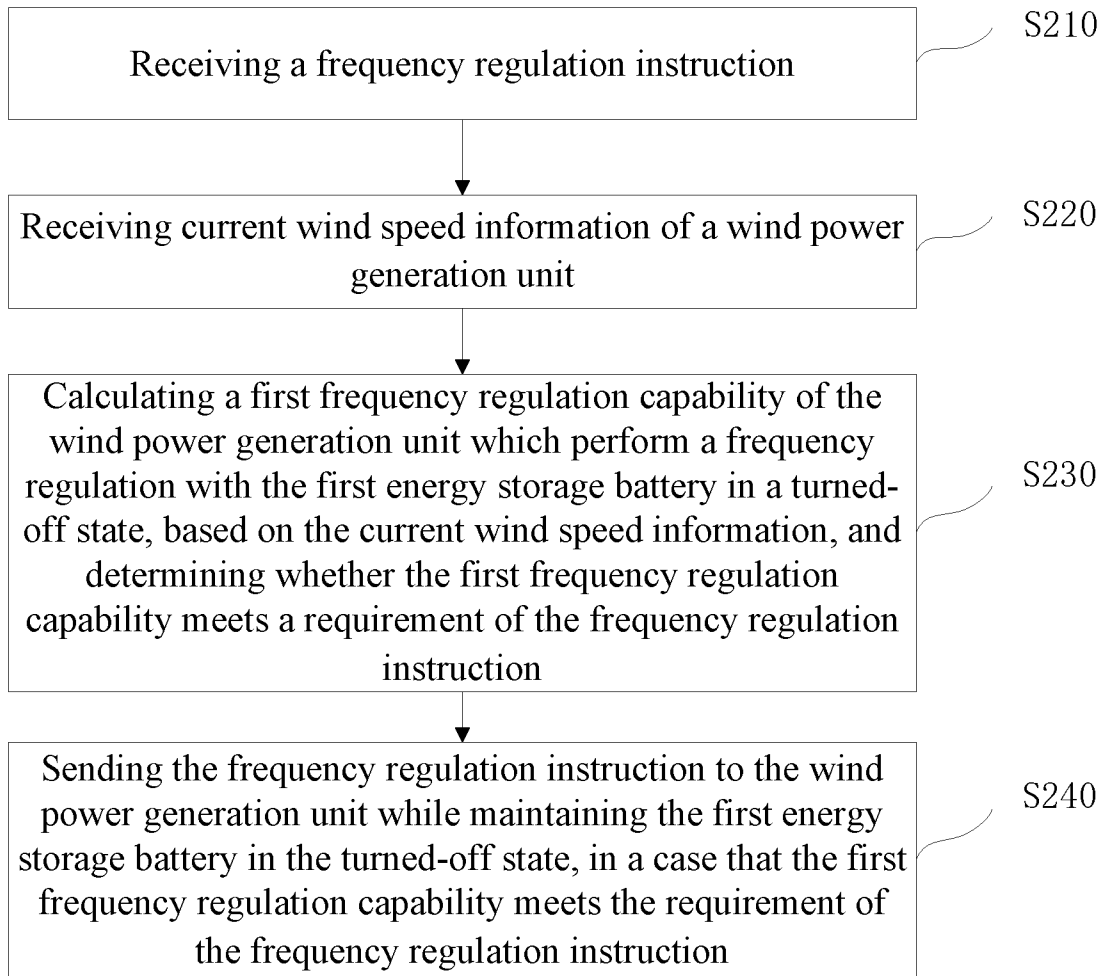 Receiving a frequency regulation instruction
S210
Receiving current wind speed information of a wind power
generation unit
S220
Calculating a first frequency regulation capability of the
wind power generation unit which perform a frequency
regulation with the first energy storage battery in a turned-
off state, based on the current wind speed information, and
determining whether the first frequency regulation
capability meets a requirement of the frequency regulation
instruction
S230
Sending the frequency regulation instruction to the wind
power generation unit while maintaining the first energy
storage battery in the turned-off state, in a case that the first
frequency regulation capability meets the requirement of
the frequency regulation instruction
S240